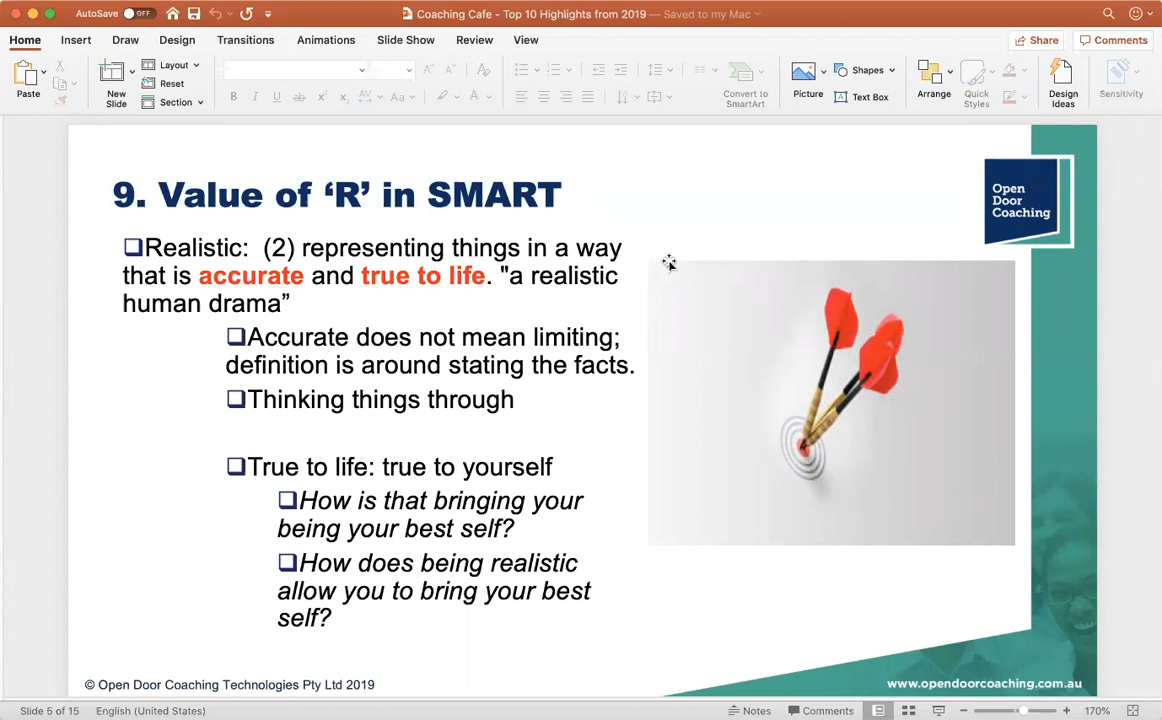 AutoSave OFF
Coaching Cafe - Top 10 Highlights from 2019 — Saved to my Mac
Home Insert Draw Design Transitions Animations Slide Show Review View Share Comments
Paste
New
Slide
Layout
Reset
Section
Convert to
SmartArt
Picture
Shapes
Text Box
Arrange
Quick
Styles
Design
Ideas
Sensitivity
9. Value of ‘R’ in SMART
Open
Door
Coaching
❑Realistic: (2) representing things in a way
that is accurate and true to life. "a realistic
human drama”
❑Accurate does not mean limiting;
definition is around stating the facts.
❑Thinking things through
❑True to life: true to yourself
❑How is that bringing your
being your best self?
❑How does being realistic
allow you to bring your best
self?
© Open Door Coaching Technologies Pty Ltd 2019
www.opendoorcoaching.com.au
Slide 5 of 15 English (United States) Notes Comments 170%